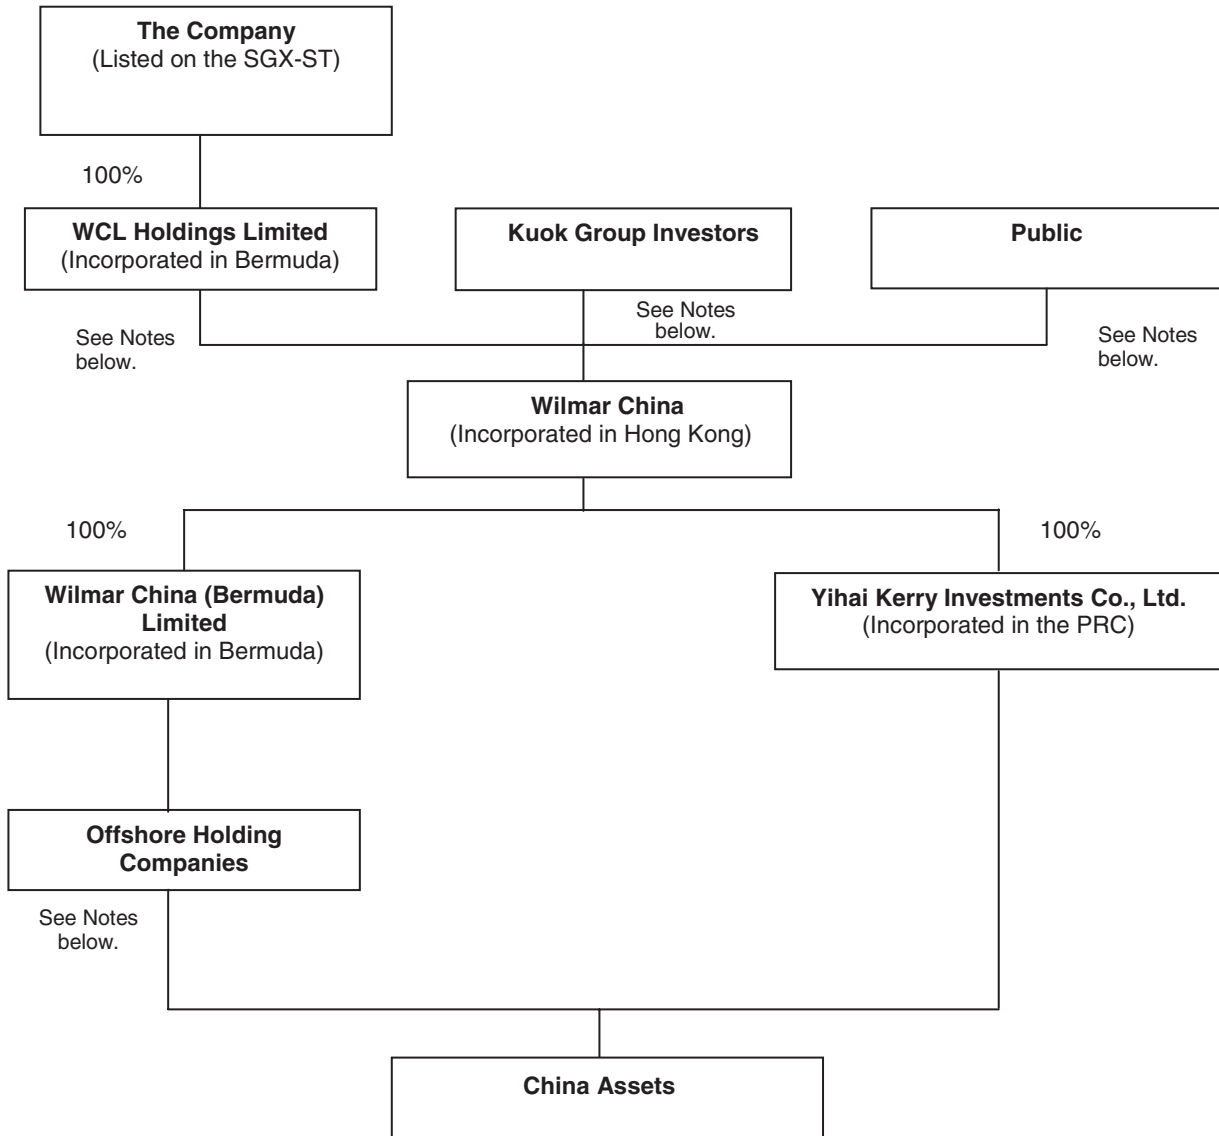 The Company
(Listed on the SGX-ST)
100%
WCL Holdings Limited
(Incorporated in Bermuda)
Kuok Group Investors
Public
See Notes
below.
See Notes
below.
See Notes
below.
Wilmar China
(Incorporated in Hong Kong)
100%
100%
Wilmar China (Bermuda)
Limited
(Incorporated in Bermuda)
Yihai Kerry Investments Co., Ltd.
(Incorporated in the PRC)
Offshore Holding
Companies
See Notes
below.
China Assets